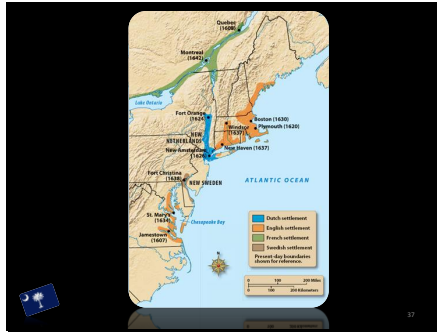 Quebec
(1608)
Montreal
(1642)
Lake Ontario
Fort Orange
(1624)
Boston (1630)
Plymouth (1620)
Windsor
(1637)
NEW
NETHERLANDS
New Haven (1637)
New Amsterdam
(1626)
Fort Christina
(1638)
NEW SWEDEN
ATLANTIC OCEAN
St. Mary's
(1634)
Chesapeake Bay
Jamestown
(1607)
Dutch settlement
English settlement
French settlement
Swedish settlement
Present-day boundaries
shown for reference.
0 100 200 Miles
0 100 200 Kilometers
37